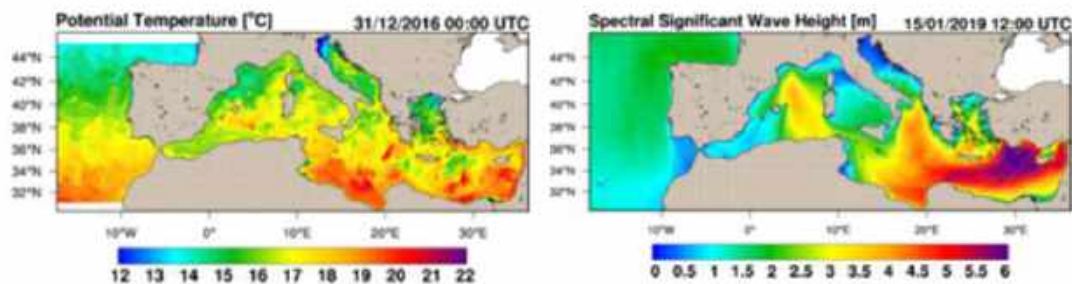 Potential Temperature [°C] 31/12/2016 00:00 UTC
44°N
42°N
40°N
38°N
36°N
34°N
32°N
10°W 0° 10°E 20°E 30°E
12 13 14 15 16 17 18 19 20 21 22
Spectral Significant Wave Height [m] 15/01/2019 12:00 UTC
44°N
42°N
40°N
38°N
36°N
34°N
32°N
10°W 0° 10°E 20°E 30°E
0 0.5 1 1.5 2 2.5 3 3.5 4 4.5 5 5.5 6